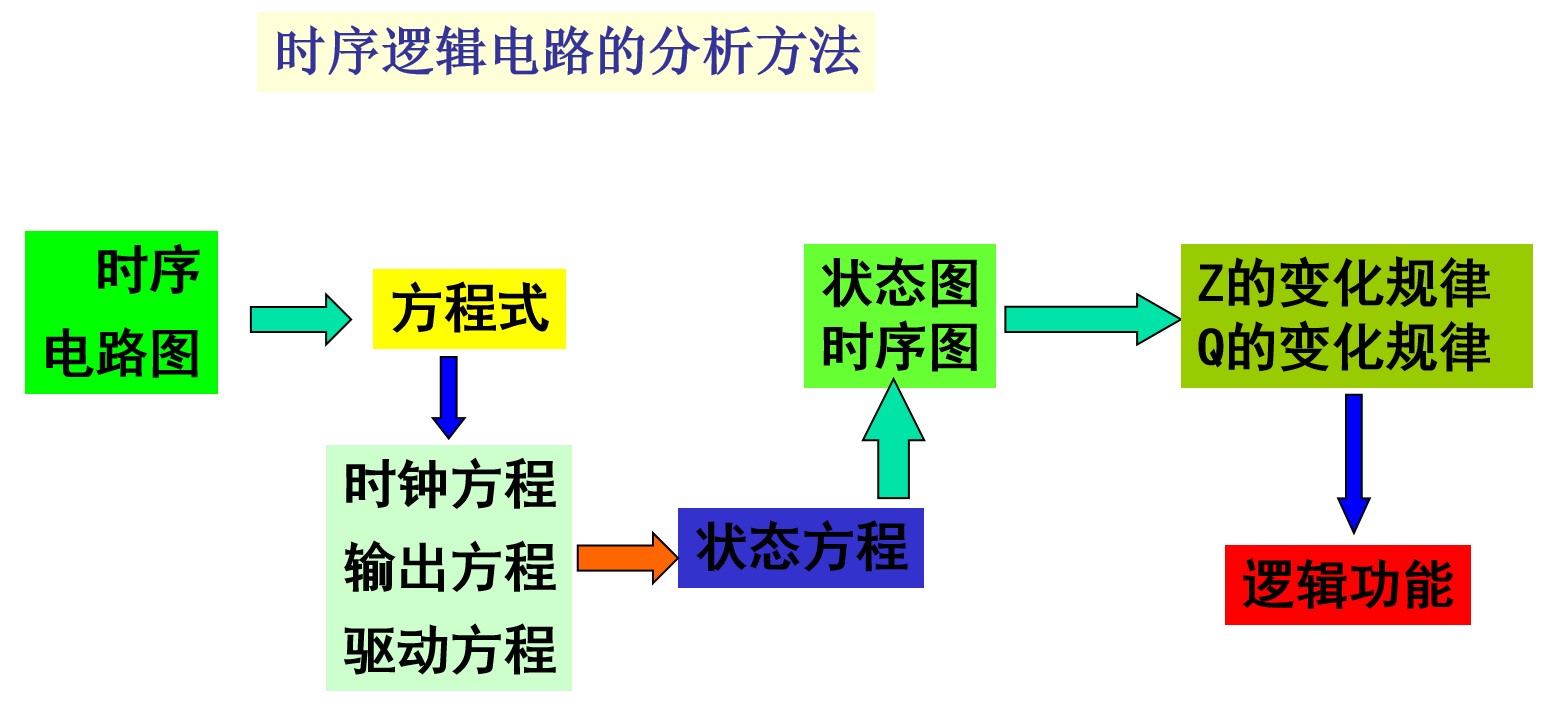 时序逻辑电路的分析方法
时序
电路图
方程式
时钟方程
输出方程
驱动方程
状态方程
状态图
时序图
Z的变化规律
Q的变化规律
逻辑功能